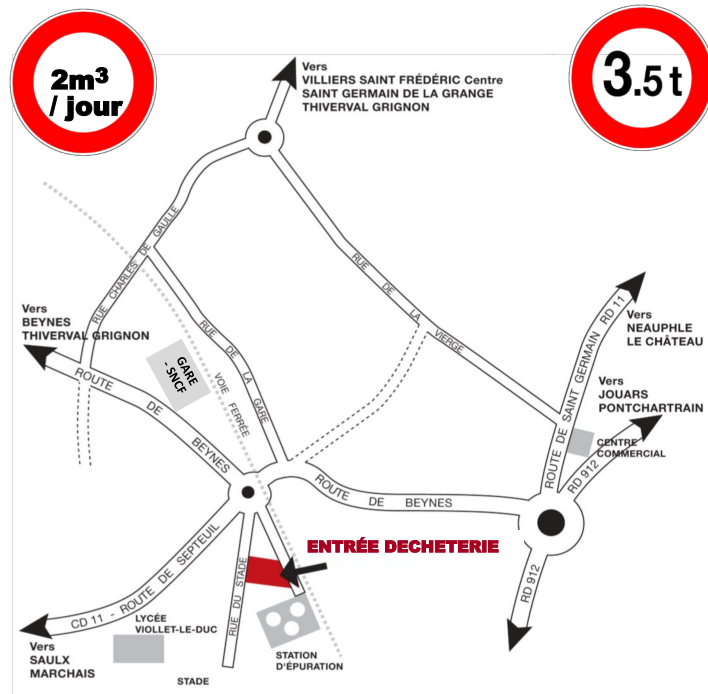 2m³
/ jour
3.5 t
Vers
VILLIERS SAINT FRÉDÉRIC Centre
SAINT GERMAIN DE LA GRANGE
THIVERVAL GRIGNON
RUE CHARLES DE GAULLE
RUE DE LA VIERGE
Vers
BEYNES
THIVERVAL GRIGNON
RUE DE LA GARE
GARE
- SNCF
VOIE FERRÉE
ROUTE DE BEYNES
Vers
NEAUPHLE
LE CHÂTEAU
ROUTE DE SAINT GERMAIN RD 11
Vers
JOUARS
PONTCHARTRAIN
CENTRE
COMMERCIAL
RD 912
ROUTE DE BEYNES
ENTRÉE DECHETERIE
RD 912
CD 11 - ROUTE DE SEPTEUIL
RUE DU STADE
LYCÉE
VIOLLET-LE-DUC
Vers
SAULX
MARCHAIS
STATION
D'ÉPURATION
STADE